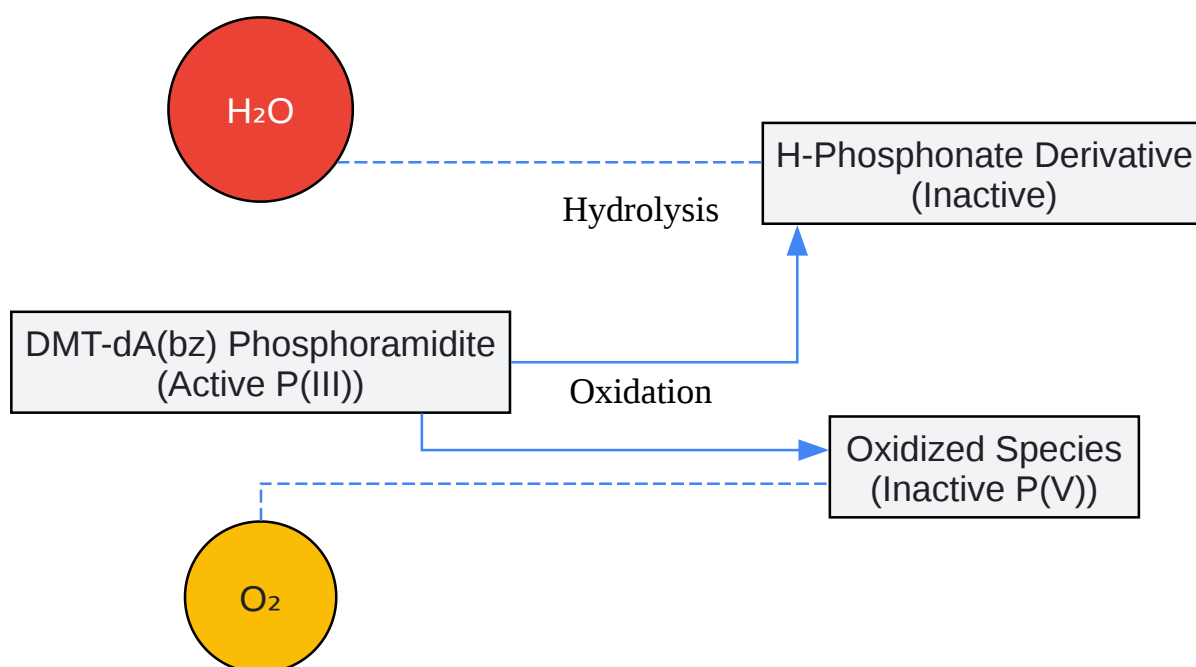 H₂O
H-Phosphonate Derivative
(Inactive)
Hydrolysis
DMT-dA(bz) Phosphoramidite
(Active P(III))
Oxidation
Oxidized Species
(Inactive P(V))
O₂